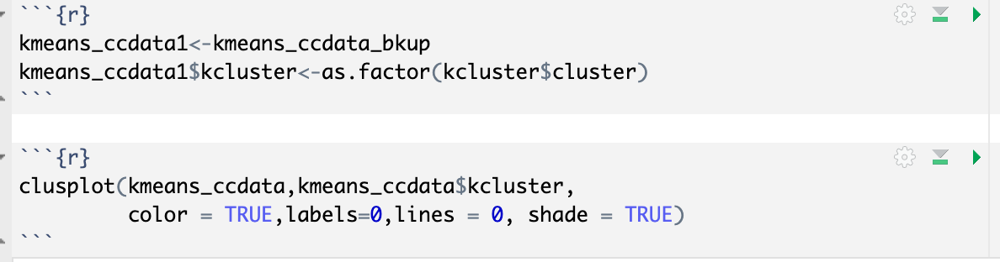 ```{r}
kmeans_ccdata1<-kmeans_ccdata_bkup
kmeans_ccdata1$kcluster<-as.factor(kcluster$cluster)
```
```{r}
clusplot(kmeans_ccdata,kmeans_ccdata$kcluster,
         color = TRUE,labels=0,lines = 0, shade = TRUE)
```